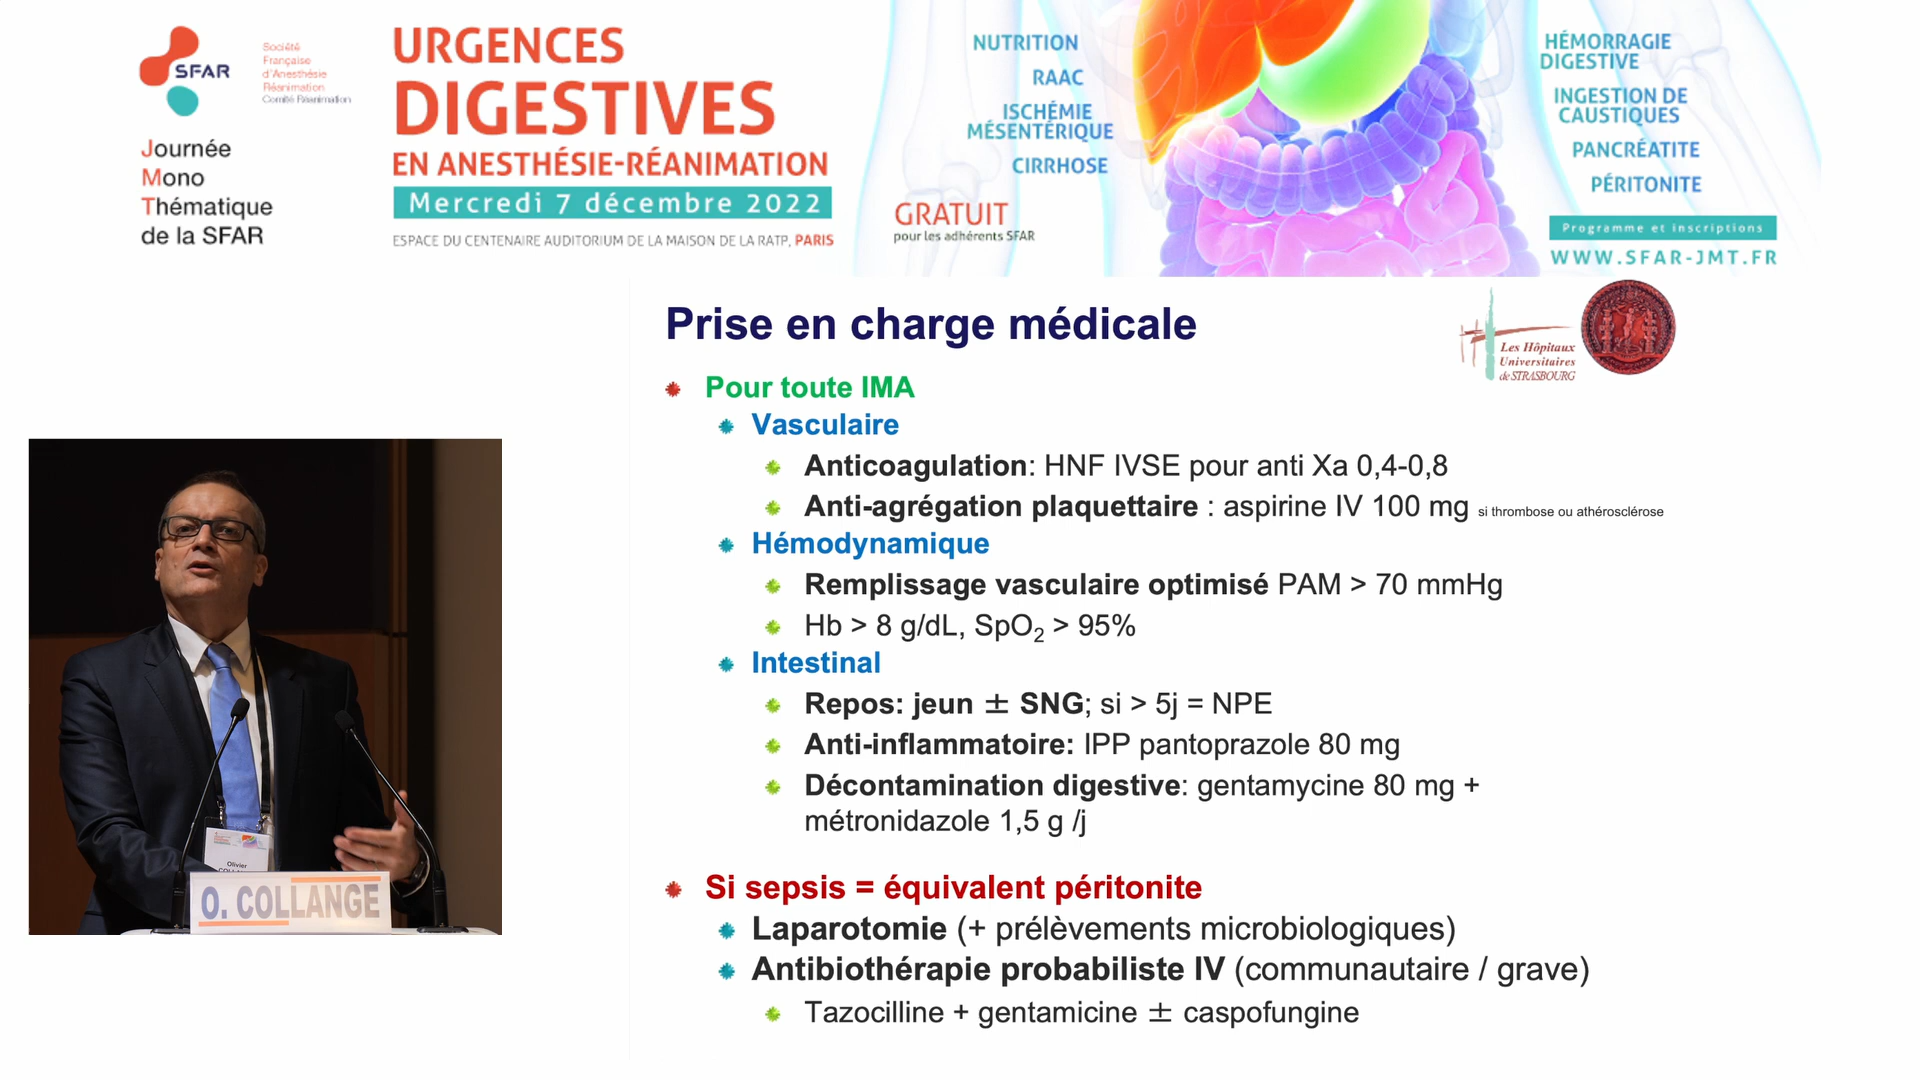 SFAR
Société
Française
d'Anesthésie
Réanimation
Comité Réanimation
Journée
Mono
Thématique
de la SFAR
URGENCES
DIGESTIVES
EN ANESTHÉSIE-RÉANIMATION
Mercredi 7 décembre 2022
ESPACE DU CENTENAIRE AUDITORIUM DE LA MAISON DE LA RATP, PARIS
NUTRITION
RAAC
ISCHÉMIE
MÉSENTÉRIQUE
CIRRHOSE
GRATUIT
pour les adhérents SFAR
HÉMORRAGIE
DIGESTIVE
INGESTION DE
CAUSTIQUES
PANCRÉATITE
PÉRITONITE
Programme et inscriptions
WWW.SFAR-JMT.FR
Prise en charge médicale
Les Hôpitaux
Universitaires
de STRASBOURG
Pour toute IMA
Vasculaire
Anticoagulation: HNF IVSE pour anti Xa 0,4-0,8
Anti-agrégation plaquettaire : aspirine IV 100 mg si thrombose ou athérosclérose
Hémodynamique
Remplissage vasculaire optimisé PAM > 70 mmHg
Hb > 8 g/dL, SpO₂ > 95%
Intestinal
Repos: jeun ± SNG; si > 5j = NPE
Anti-inflammatoire: IPP pantoprazole 80 mg
Décontamination digestive: gentamycine 80 mg +
métronidazole 1,5 g /j
Si sepsis = équivalent péritonite
Laparotomie (+ prélèvements microbiologiques)
Antibiothérapie probabiliste IV (communautaire / grave)
Tazocilline + gentamicine ± caspofungine
Olivier
O. COLLANGE